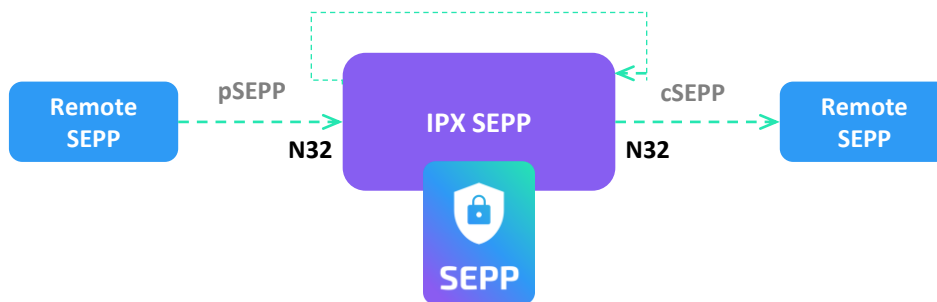 Remote
SEPP
pSEPP
N32
IPX SEPP
cSEPP
N32
Remote
SEPP
SEPP